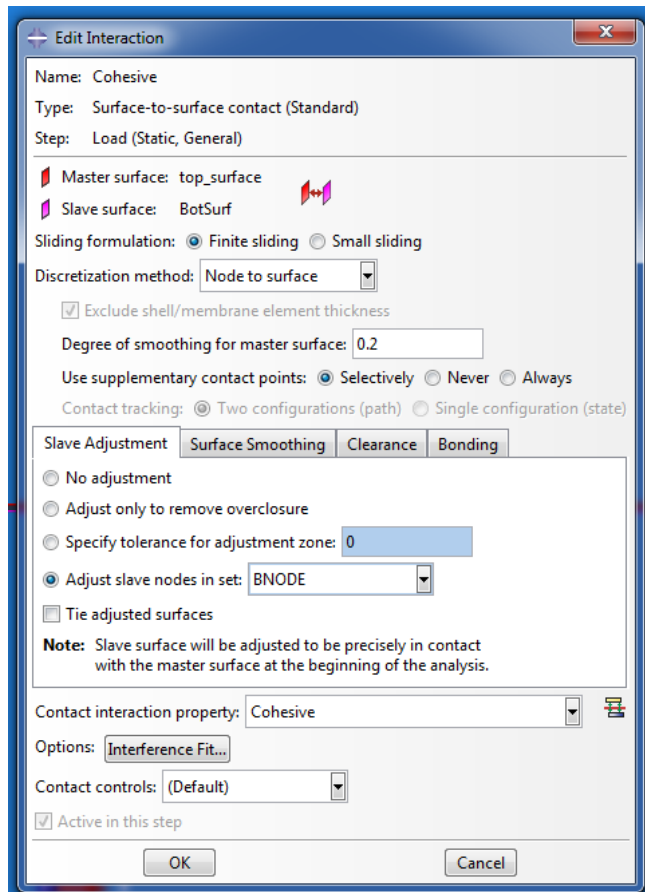 Edit Interaction
Name: Cohesive
Type: Surface-to-surface contact (Standard)
Step: Load (Static, General)
Master surface: top_surface
Slave surface: BotSurf
Sliding formulation: Finite sliding Small sliding
Discretization method: Node to surface
Exclude shell/membrane element thickness
Degree of smoothing for master surface: 0.2
Use supplementary contact points: Selectively Never Always
Contact tracking: Two configurations (path) Single configuration (state)
Slave Adjustment Surface Smoothing Clearance Bonding
No adjustment
Adjust only to remove overclosure
Specify tolerance for adjustment zone: 0
Adjust slave nodes in set: BNODE
Tie adjusted surfaces
Note: Slave surface will be adjusted to be precisely in contact
with the master surface at the beginning of the analysis.
Contact interaction property: Cohesive
Options: Interference Fit...
Contact controls: (Default)
Active in this step
OK Cancel